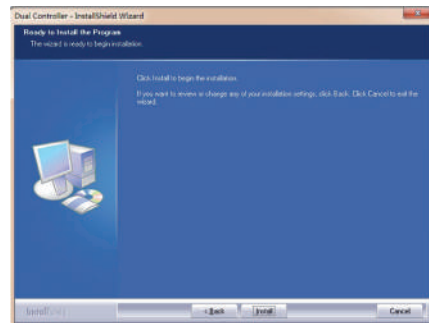 Dual Controller - InstallShield Wizard
Ready to Install the Program
The wizard is ready to begin installation.
Click Install to begin the installation.
If you want to review or change any of your installation settings, click Back. Click Cancel to exit the
wizard.
InstallShield
< Back
Install
Cancel